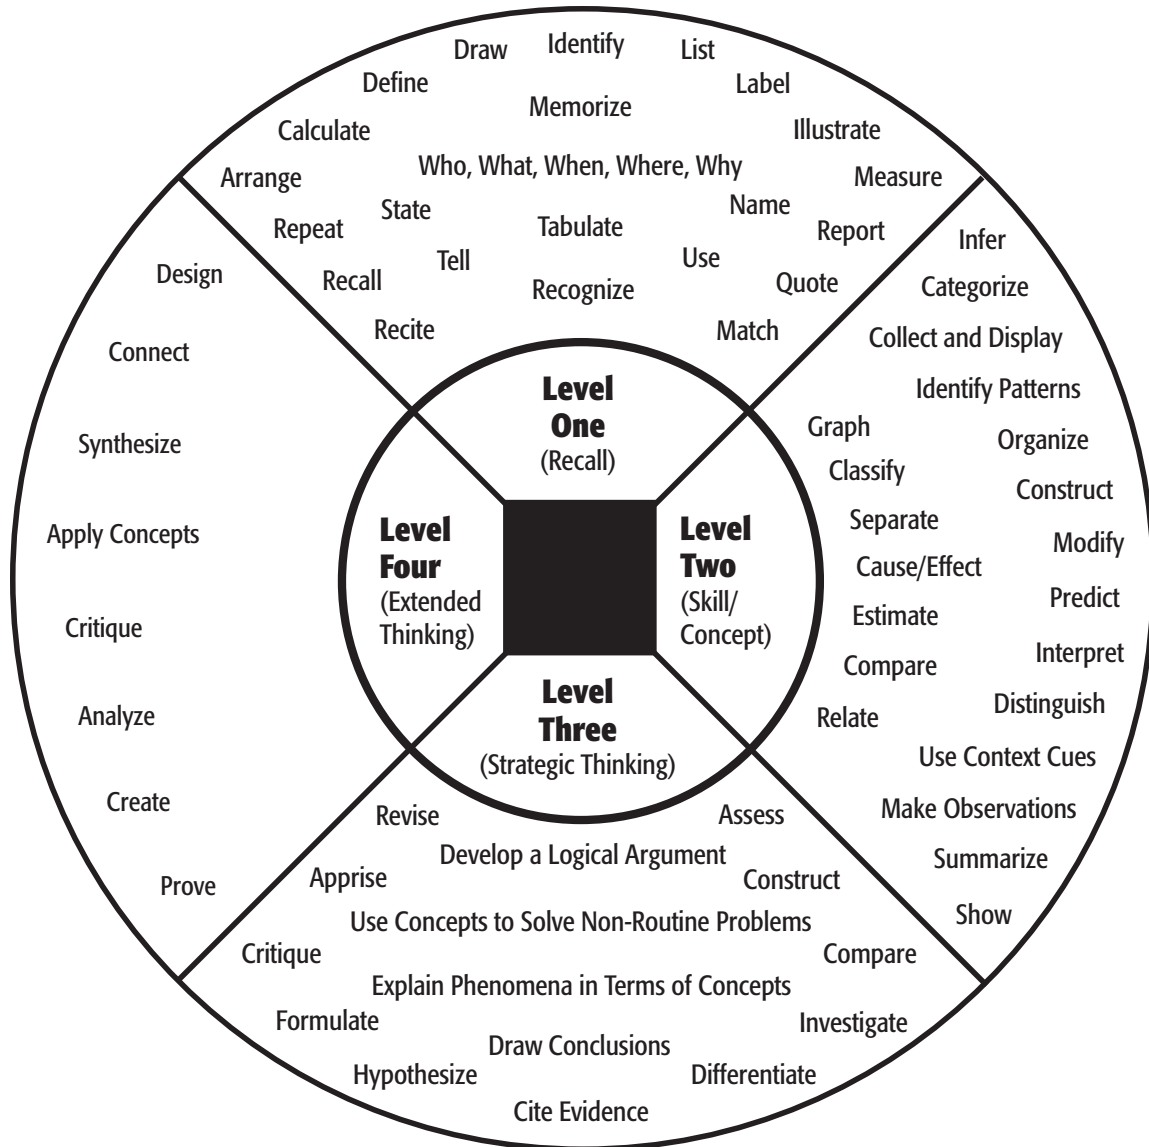 Draw
Identify
List
Define
Label
Memorize
Calculate
Illustrate
Who, What, When, Where, Why
Arrange
Measure
State
Name
Repeat
Tabulate
Report
Tell
Use
Recall
Recognize
Quote
Recite
Match
Level
One
(Recall)
Infer
Categorize
Collect and Display
Identify Patterns
Graph
Organize
Classify
Construct
Separate
Modify
Cause/Effect
Predict
Estimate
Interpret
Compare
Distinguish
Relate
Use Context Cues
Make Observations
Summarize
Show
Level
Two
(Skill/
Concept)
Level
Three
(Strategic Thinking)
Revise
Assess
Develop a Logical Argument
Apprise
Construct
Use Concepts to Solve Non-Routine Problems
Critique
Compare
Explain Phenomena in Terms of Concepts
Formulate
Investigate
Draw Conclusions
Hypothesize
Differentiate
Cite Evidence
Level
Four
(Extended
Thinking)
Design
Connect
Synthesize
Apply Concepts
Critique
Analyze
Create
Prove